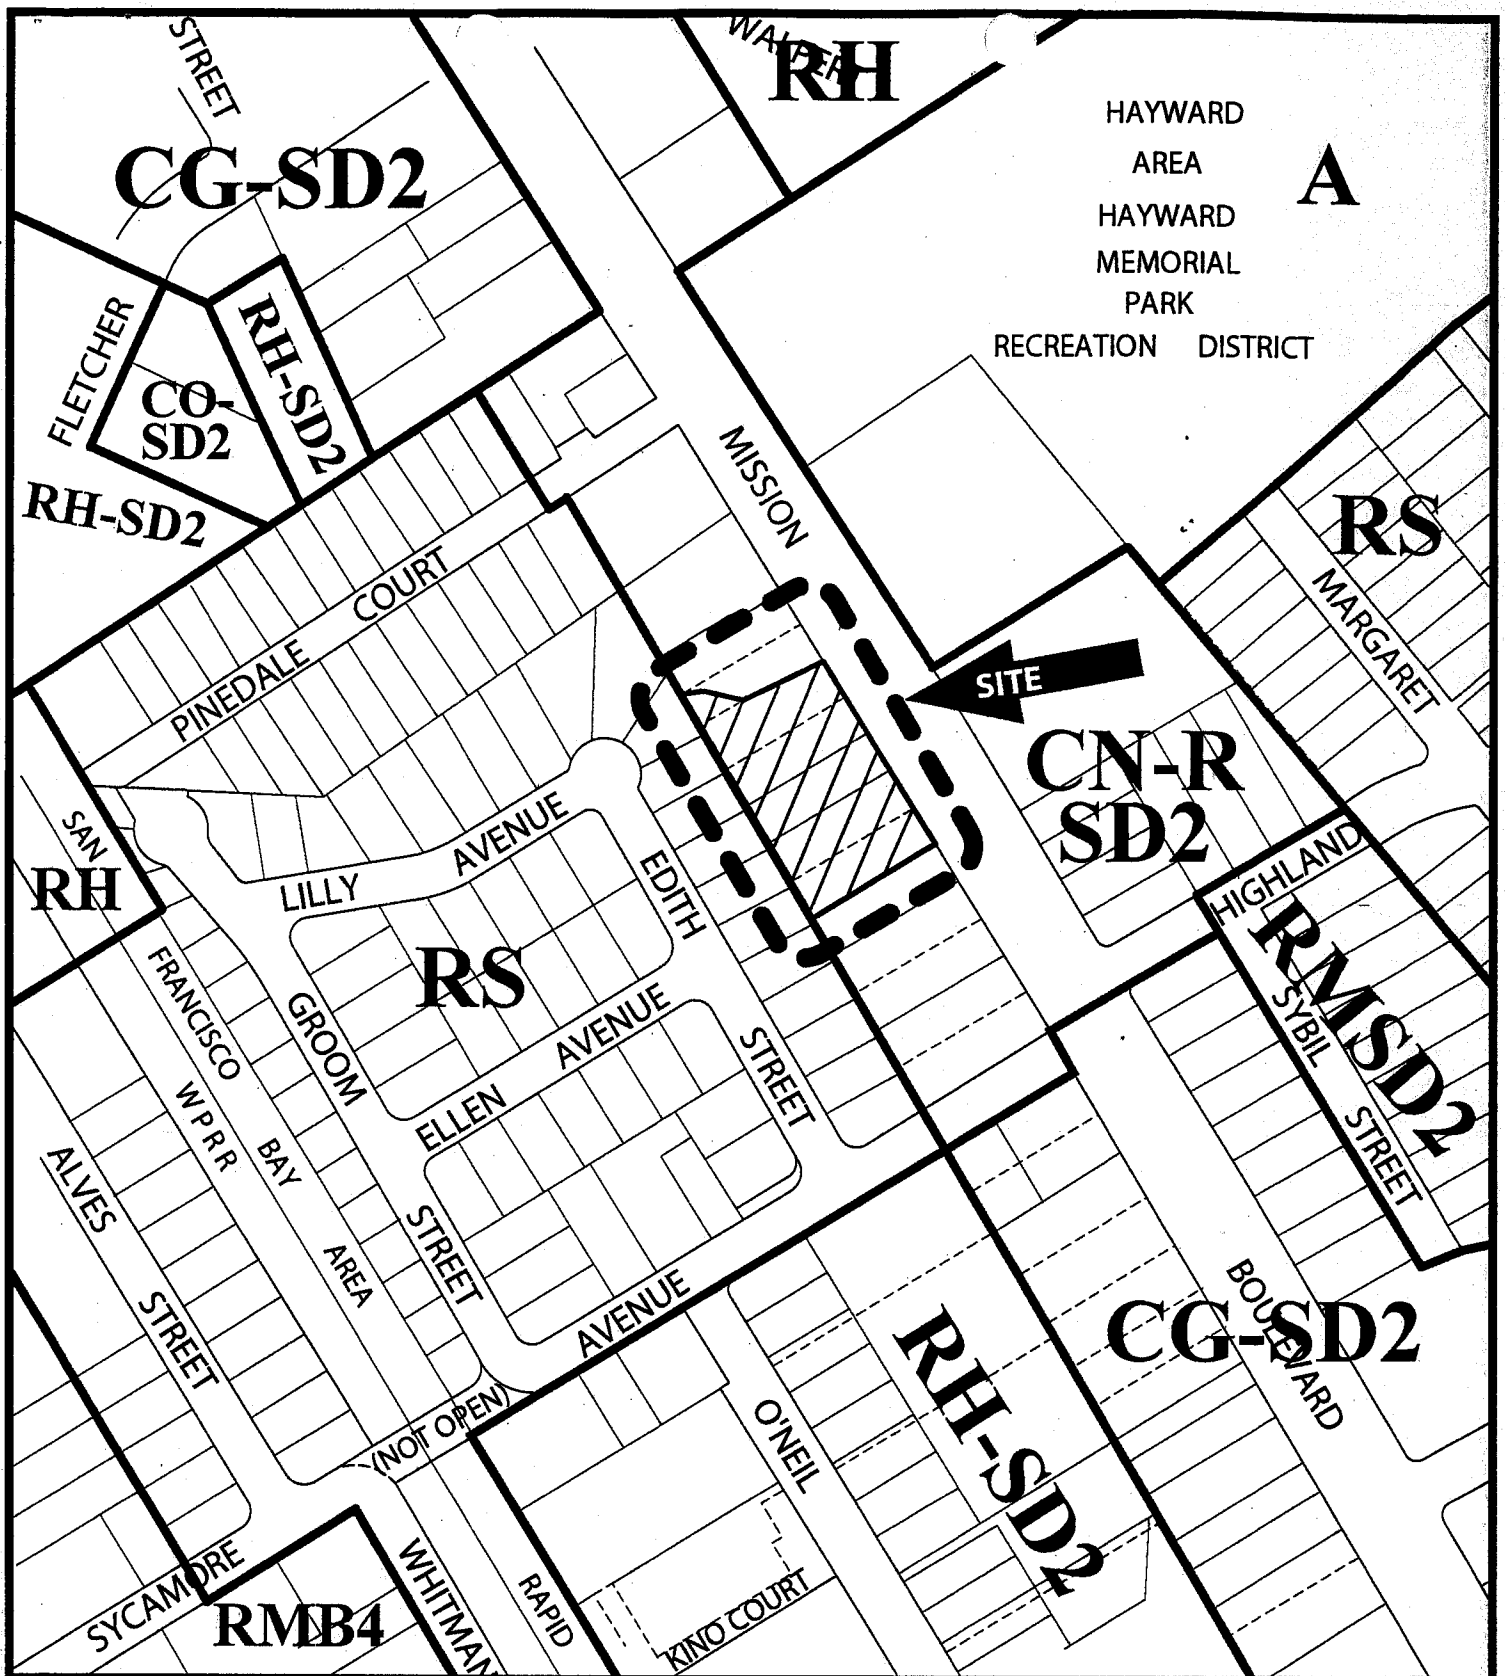 STREET
WALPERT
RH
CG-SD2
HAYWARD
AREA
HAYWARD
MEMORIAL
PARK
RECREATION DISTRICT
A
FLETCHER
RH-SD2
CO-
SD2
RH-SD2
MISSION
RS
MARGARET
PINEDALE COURT
SITE
CN-R
SD2
SAN
RH
LILLY AVENUE
EDITH
HIGHLAND
RMSD2
RS
FRANCISCO
GROOM
ELLEN AVENUE
STREET
SYBIL
STREET
WPRR
BAY
ALVES
STREET
AREA
STREET
AVENUE
BOULEVARD
CG-SD2
RH-SD2
(NOT OPEN)
O'NEIL
SYCAMORE
RMB4
WHITMAN
RAPID
KINO COURT